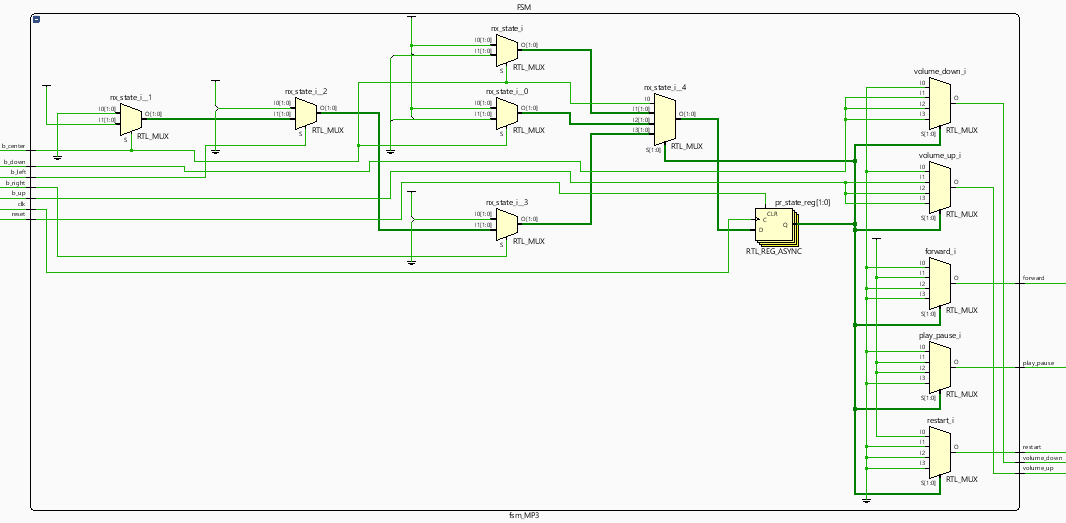 FSM
nx_state_i
I0[1:0]
I1[1:0]
O[1:0]
S
RTL_MUX
nx_state_i__1
I0[1:0]
I1[1:0]
O[1:0]
S
RTL_MUX
nx_state_i__2
I0[1:0]
I1[1:0]
O[1:0]
S
RTL_MUX
nx_state_i__0
I0[1:0]
I1[1:0]
O[1:0]
S
RTL_MUX
nx_state_i__4
I0
I1[1:0]
I2[1:0]
I3[1:0]
O[1:0]
S[1:0]
RTL_MUX
volume_down_i
I0
I1
I2
I3
O
S[1:0]
RTL_MUX
b_center
b_down
b_left
b_right
b_up
clk
reset
volume_up_i
I0
I1
I2
I3
O
S[1:0]
RTL_MUX
nx_state_i__3
I0[1:0]
I1[1:0]
O[1:0]
S
RTL_MUX
pr_state_reg[1:0]
CLR
C
D
Q
RTL_REG_ASYNC
forward_i
I0
I1
I2
I3
O
S[1:0]
RTL_MUX
forward
play_pause_i
I0
I1
I2
I3
O
S[1:0]
RTL_MUX
play_pause
restart_i
I0
I1
I2
I3
O
S[1:0]
RTL_MUX
restart
volume_down
volume_up
fsm_MP3